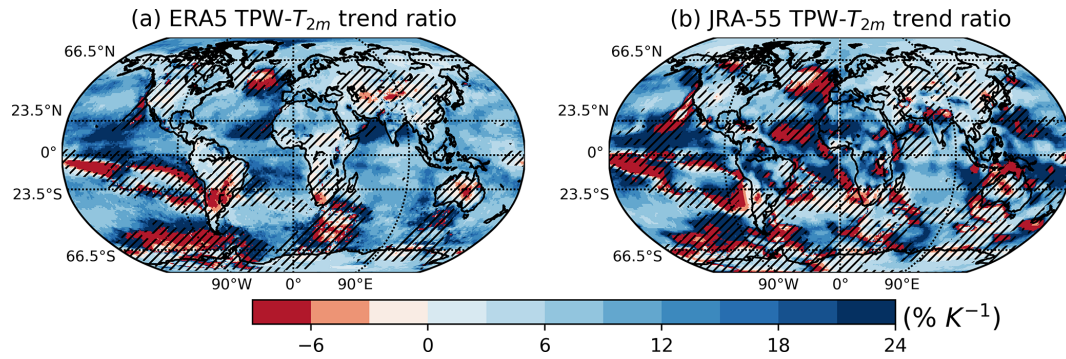 (a) ERA5 TPW-T2m trend ratio
(b) JRA-55 TPW-T2m trend ratio
66.5°N
23.5°N
0°
23.5°S
66.5°S
90°W 0° 90°E
66.5°N
23.5°N
0°
23.5°S
66.5°S
90°W 0° 90°E
−6 0 6 12 18 24
(% K⁻¹)